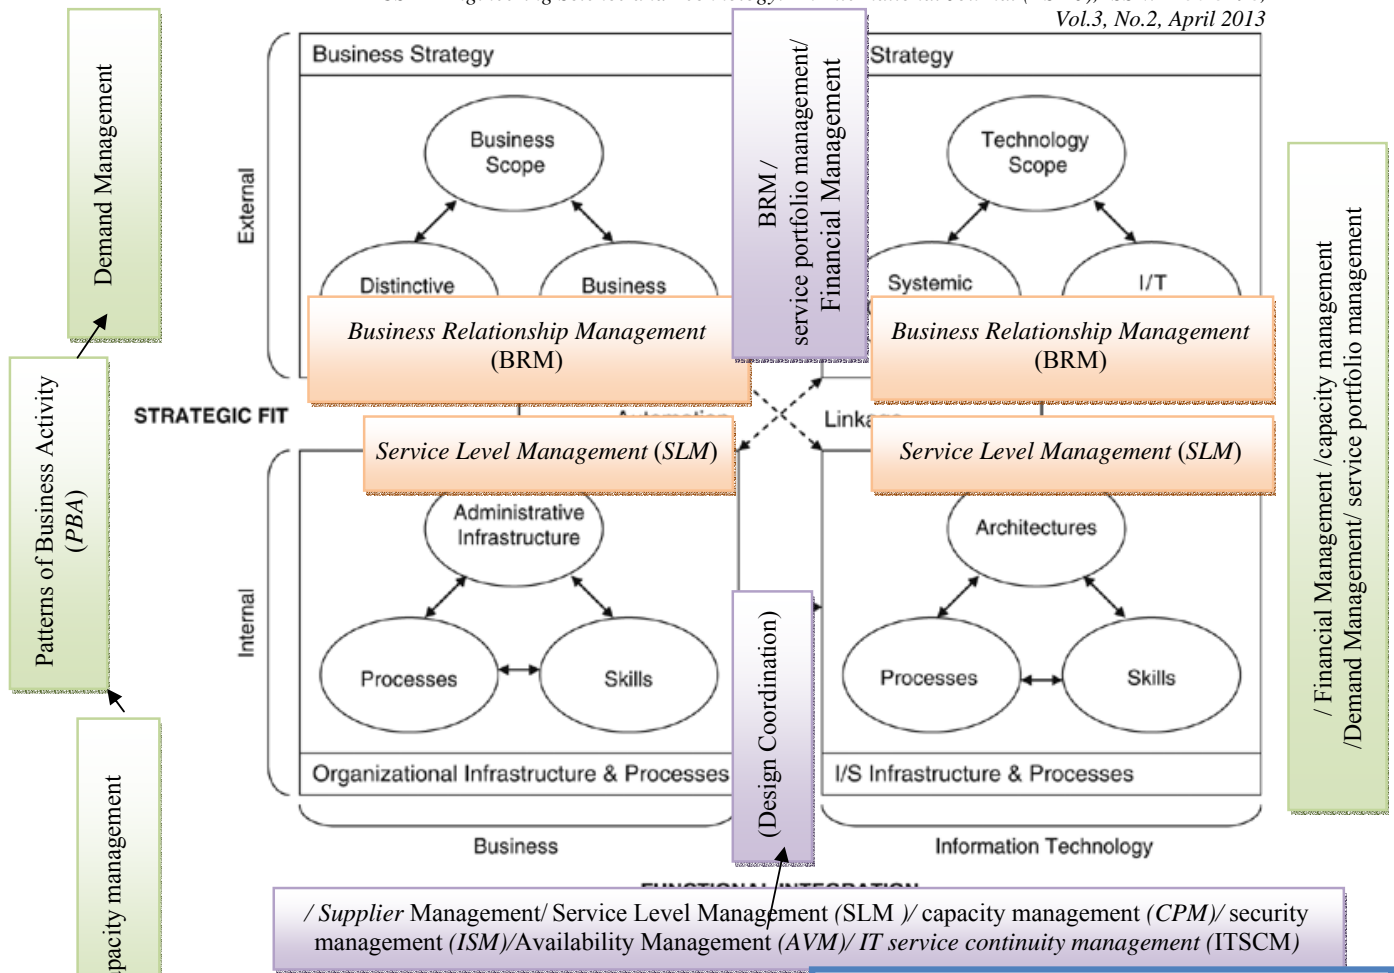 Vol.3, No.2, April 2013
Business Strategy
Strategy
Business
Scope
Technology
Scope
Distinctive
Business
Systemic
I/T
External
Demand Management
BRM /
service portfolio management/
Financial Management
Business Relationship Management
(BRM)
Business Relationship Management
(BRM)
/ Financial Management /capacity management
/Demand Management/ service portfolio management
Patterns of Business Activity
(PBA)
STRATEGIC FIT
Automation
Service Level Management (SLM)
Service Level Management (SLM)
Internal
Administrative
Infrastructure
Architectures
Processes
Skills
Processes
Skills
(Design Coordination)
Organizational Infrastructure & Processes
I/S Infrastructure & Processes
Business
Information Technology
FUNCTIONAL INTEGRATION
/ Supplier Management/ Service Level Management (SLM )/ capacity management (CPM)/ security
management (ISM)/Availability Management (AVM)/ IT service continuity management (ITSCM)
management